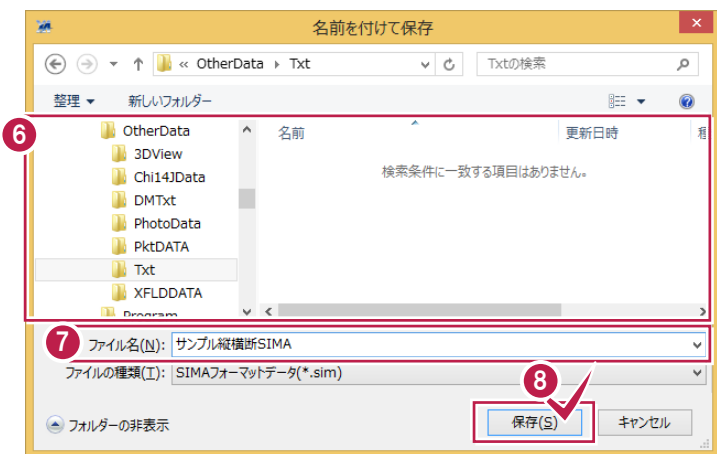 名前を付けて保存
« OtherData Txt
Txtの検索
整理 新しいフォルダー
6
OtherData
3DView
Chi14JData
DMTxt
PhotoData
PktDATA
Txt
XFLDDATA
Program
名前 更新日時
検索条件に一致する項目はありません。
7
ファイル名(N): サンプル縦横断SIMA
ファイルの種類(T): SIMAフォーマットデータ(*.sim)
8
フォルダーの非表示
保存(S) キャンセル